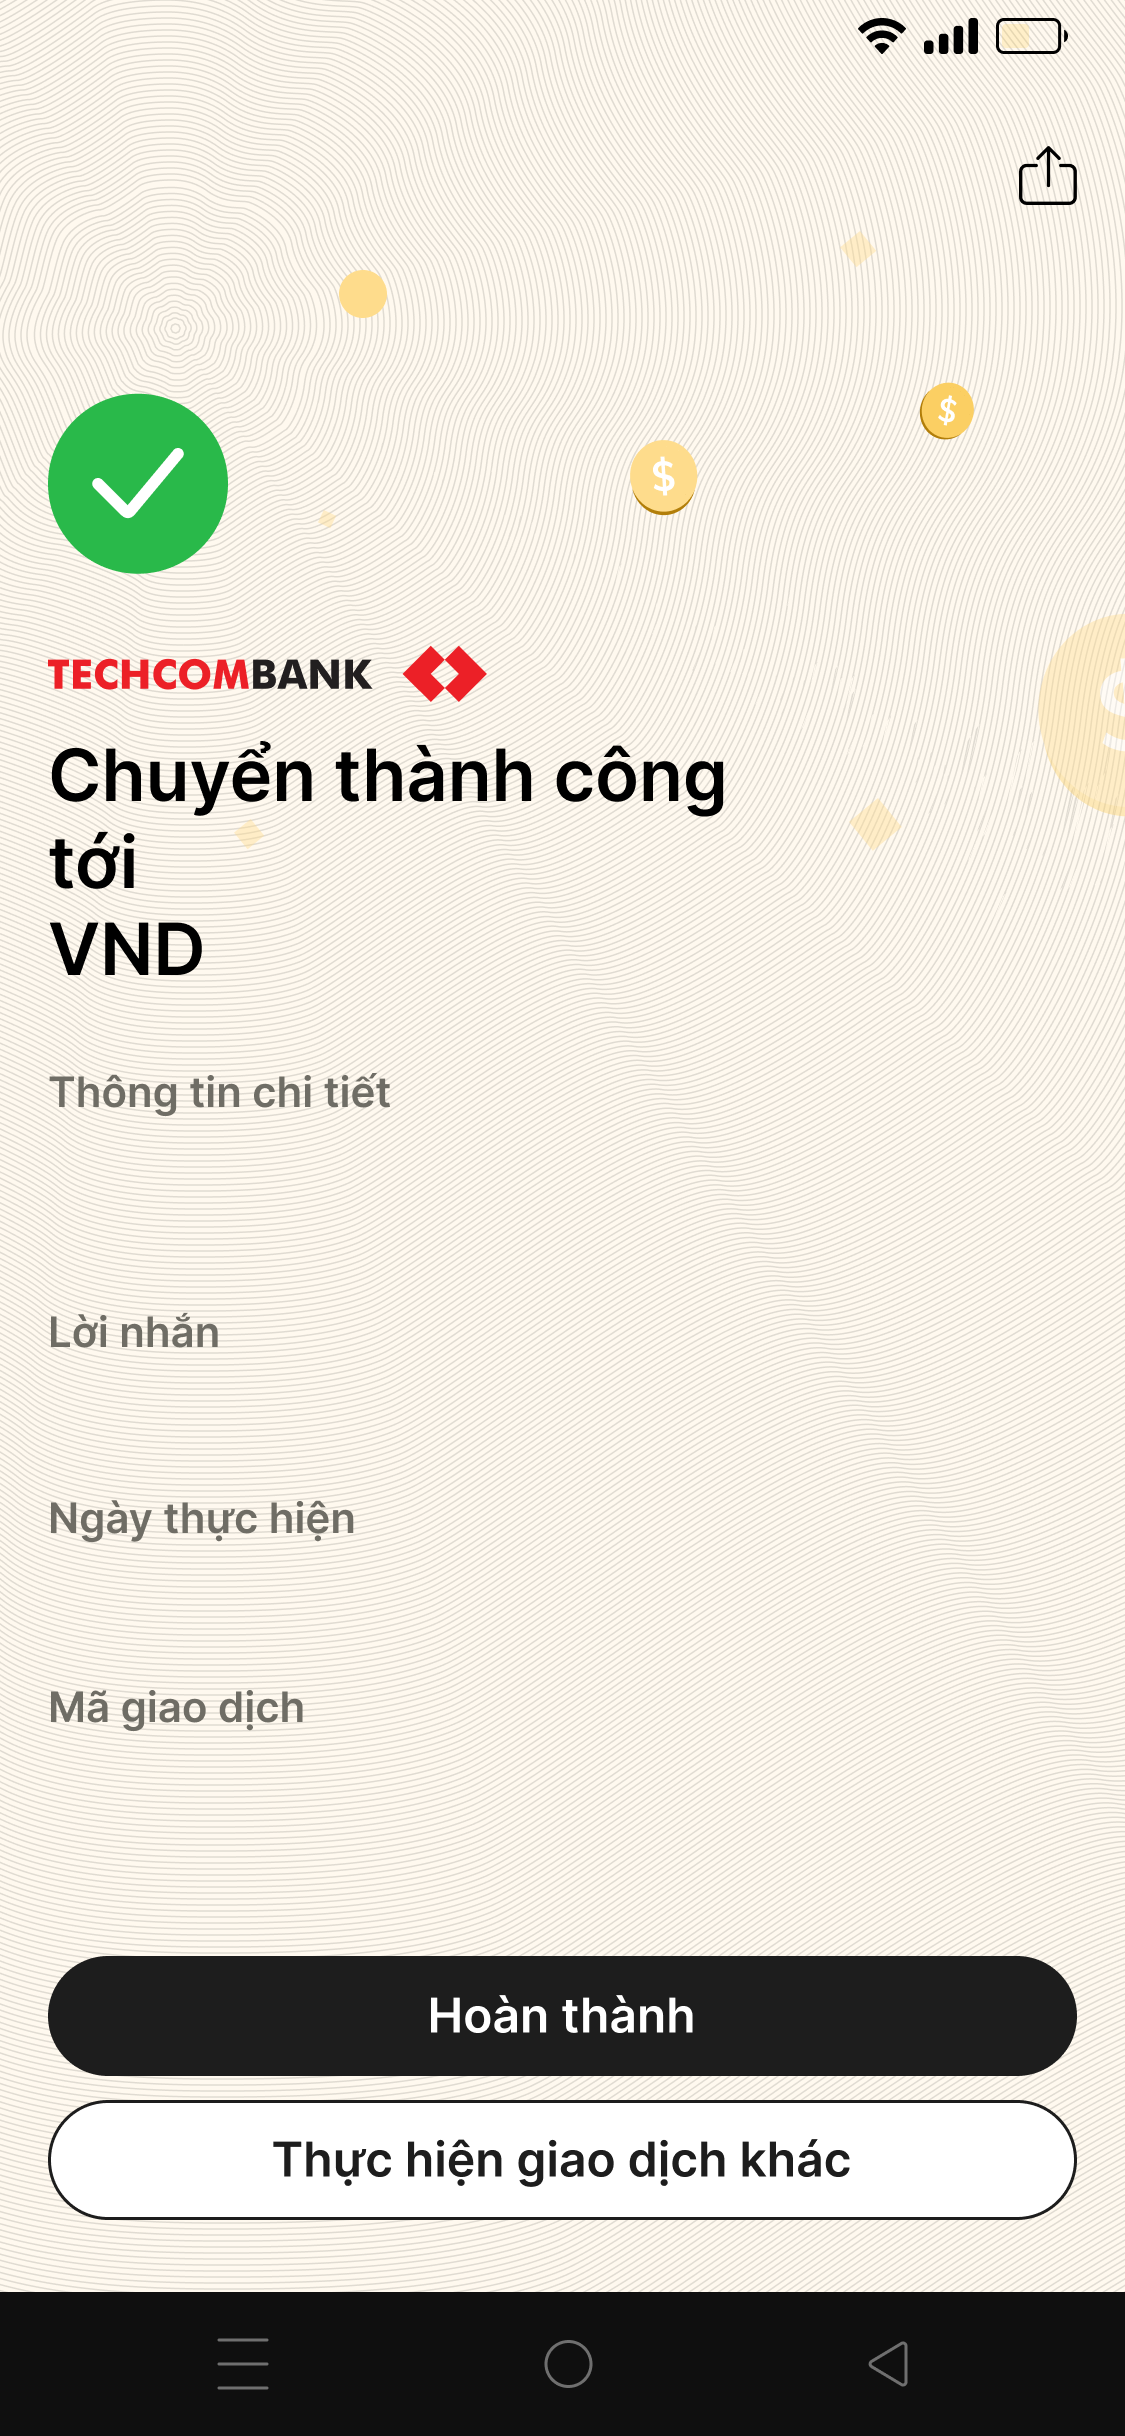 TECHCOMBANK
Chuyển thành công
tới
VND
Thông tin chi tiết
Lời nhắn
Ngày thực hiện
Mã giao dịch
Hoàn thành
Thực hiện giao dịch khác